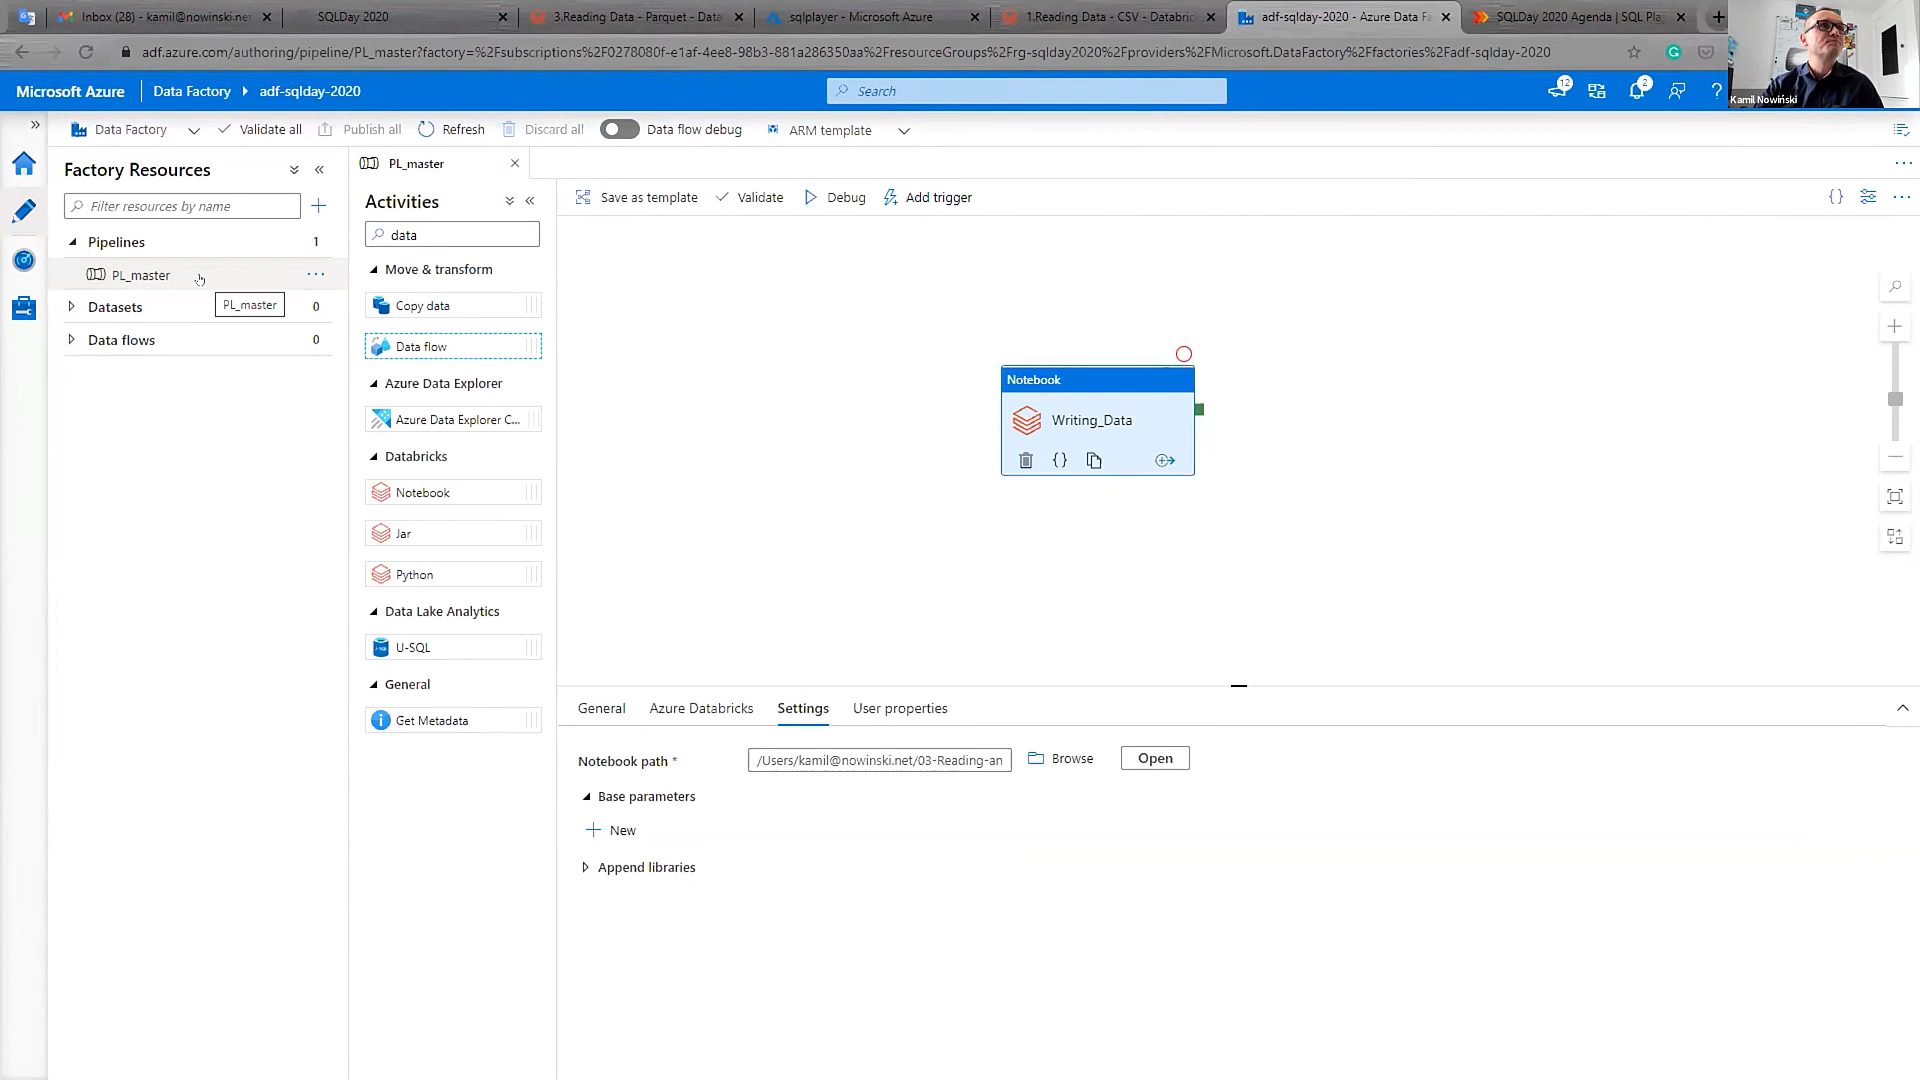 Inbox (28) - kamil@nowinski.net
SQLDay 2020
3.Reading Data - Parquet - Data
sqlplayer - Microsoft Azure
1.Reading Data - CSV - Databric
adf-sqlday-2020 - Azure Data Fa
SQLDay 2020 Agenda | SQL Play
adf.azure.com/authoring/pipeline/PL_master?factory=%2Fsubscriptions%2F0278080f-e1af-4ee8-98b3-881a286350aa%2FresourceGroups%2Frg-sqlday2020%2Fproviders%2FMicrosoft.DataFactory%2Ffactories%2Fadf-sqlday-2020
Kamil Nowiński
Microsoft Azure
Data Factory
adf-sqlday-2020
Search
12
2
?
Data Factory
Validate all
Publish all
Refresh
Discard all
Data flow debug
ARM template
Factory Resources
Filter resources by name
Pipelines 1
PL_master
PL_master
Datasets 0
Data flows 0
PL_master
Activities
data
Move & transform
Copy data
Data flow
Azure Data Explorer
Azure Data Explorer C...
Databricks
Notebook
Jar
Python
Data Lake Analytics
U-SQL
General
Get Metadata
Save as template
Validate
Debug
Add trigger
Notebook
Writing_Data
General
Azure Databricks
Settings
User properties
Notebook path *
/Users/kamil@nowinski.net/03-Reading-an
Browse
Open
Base parameters
New
Append libraries